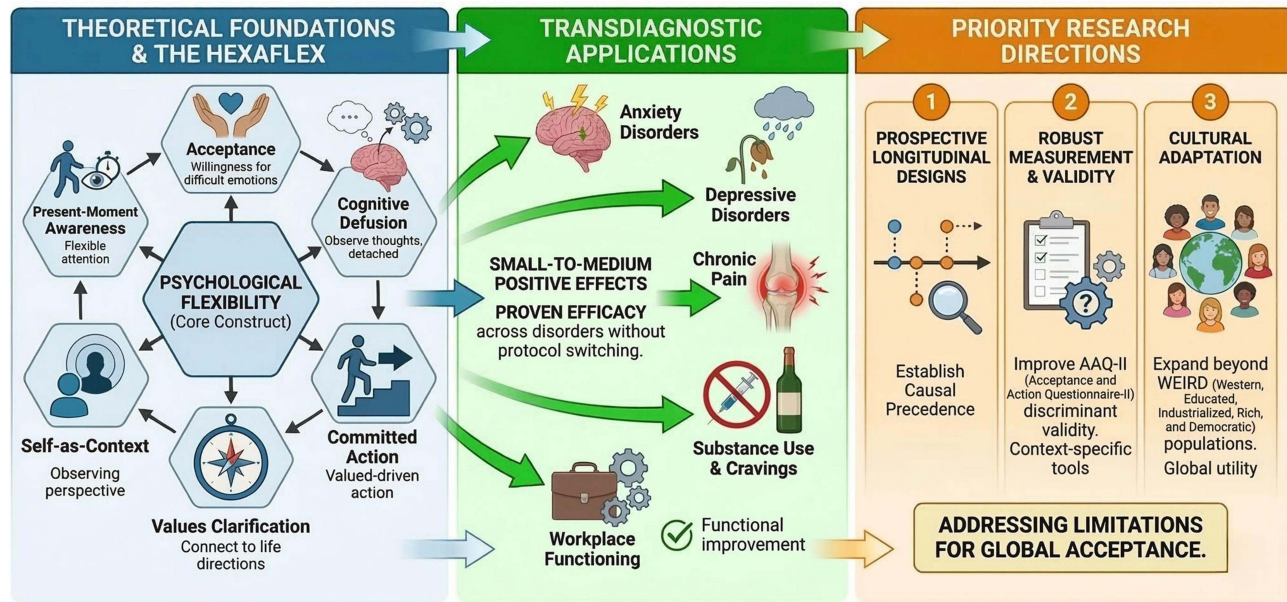 THEORETICAL FOUNDATIONS
& THE HEXAFLEX
Acceptance
Willingness for
difficult emotions
Cognitive
Defusion
Observe thoughts,
detached
Present-Moment
Awareness
Flexible
attention
PSYCHOLOGICAL
FLEXIBILITY
(Core Construct)
Self-as-Context
Observing
perspective
Committed
Action
Valued-driven
action
Values Clarification
Connect to life
directions
TRANSDIAGNOSTIC
APPLICATIONS
Anxiety
Disorders
Depressive
Disorders
SMALL-TO-MEDIUM
POSITIVE EFFECTS
PROVEN EFFICACY
across disorders without
protocol switching.
Chronic
Pain
Substance Use
& Cravings
Workplace
Functioning
Functional
improvement
PRIORITY RESEARCH
DIRECTIONS
1
PROSPECTIVE
LONGITUDINAL
DESIGNS
Establish
Causal
Precedence
2
ROBUST
MEASUREMENT
& VALIDITY
?
Improve AAQ-II
(Acceptance and
Action Questionnaire-II)
discriminant
validity.
Context-specific
tools
3
CULTURAL
ADAPTATION
Expand beyond
WEIRD (Western,
Educated,
Industrialized, Rich,
and Democratic)
populations.
Global utility
ADDRESSING LIMITATIONS
FOR GLOBAL ACCEPTANCE.